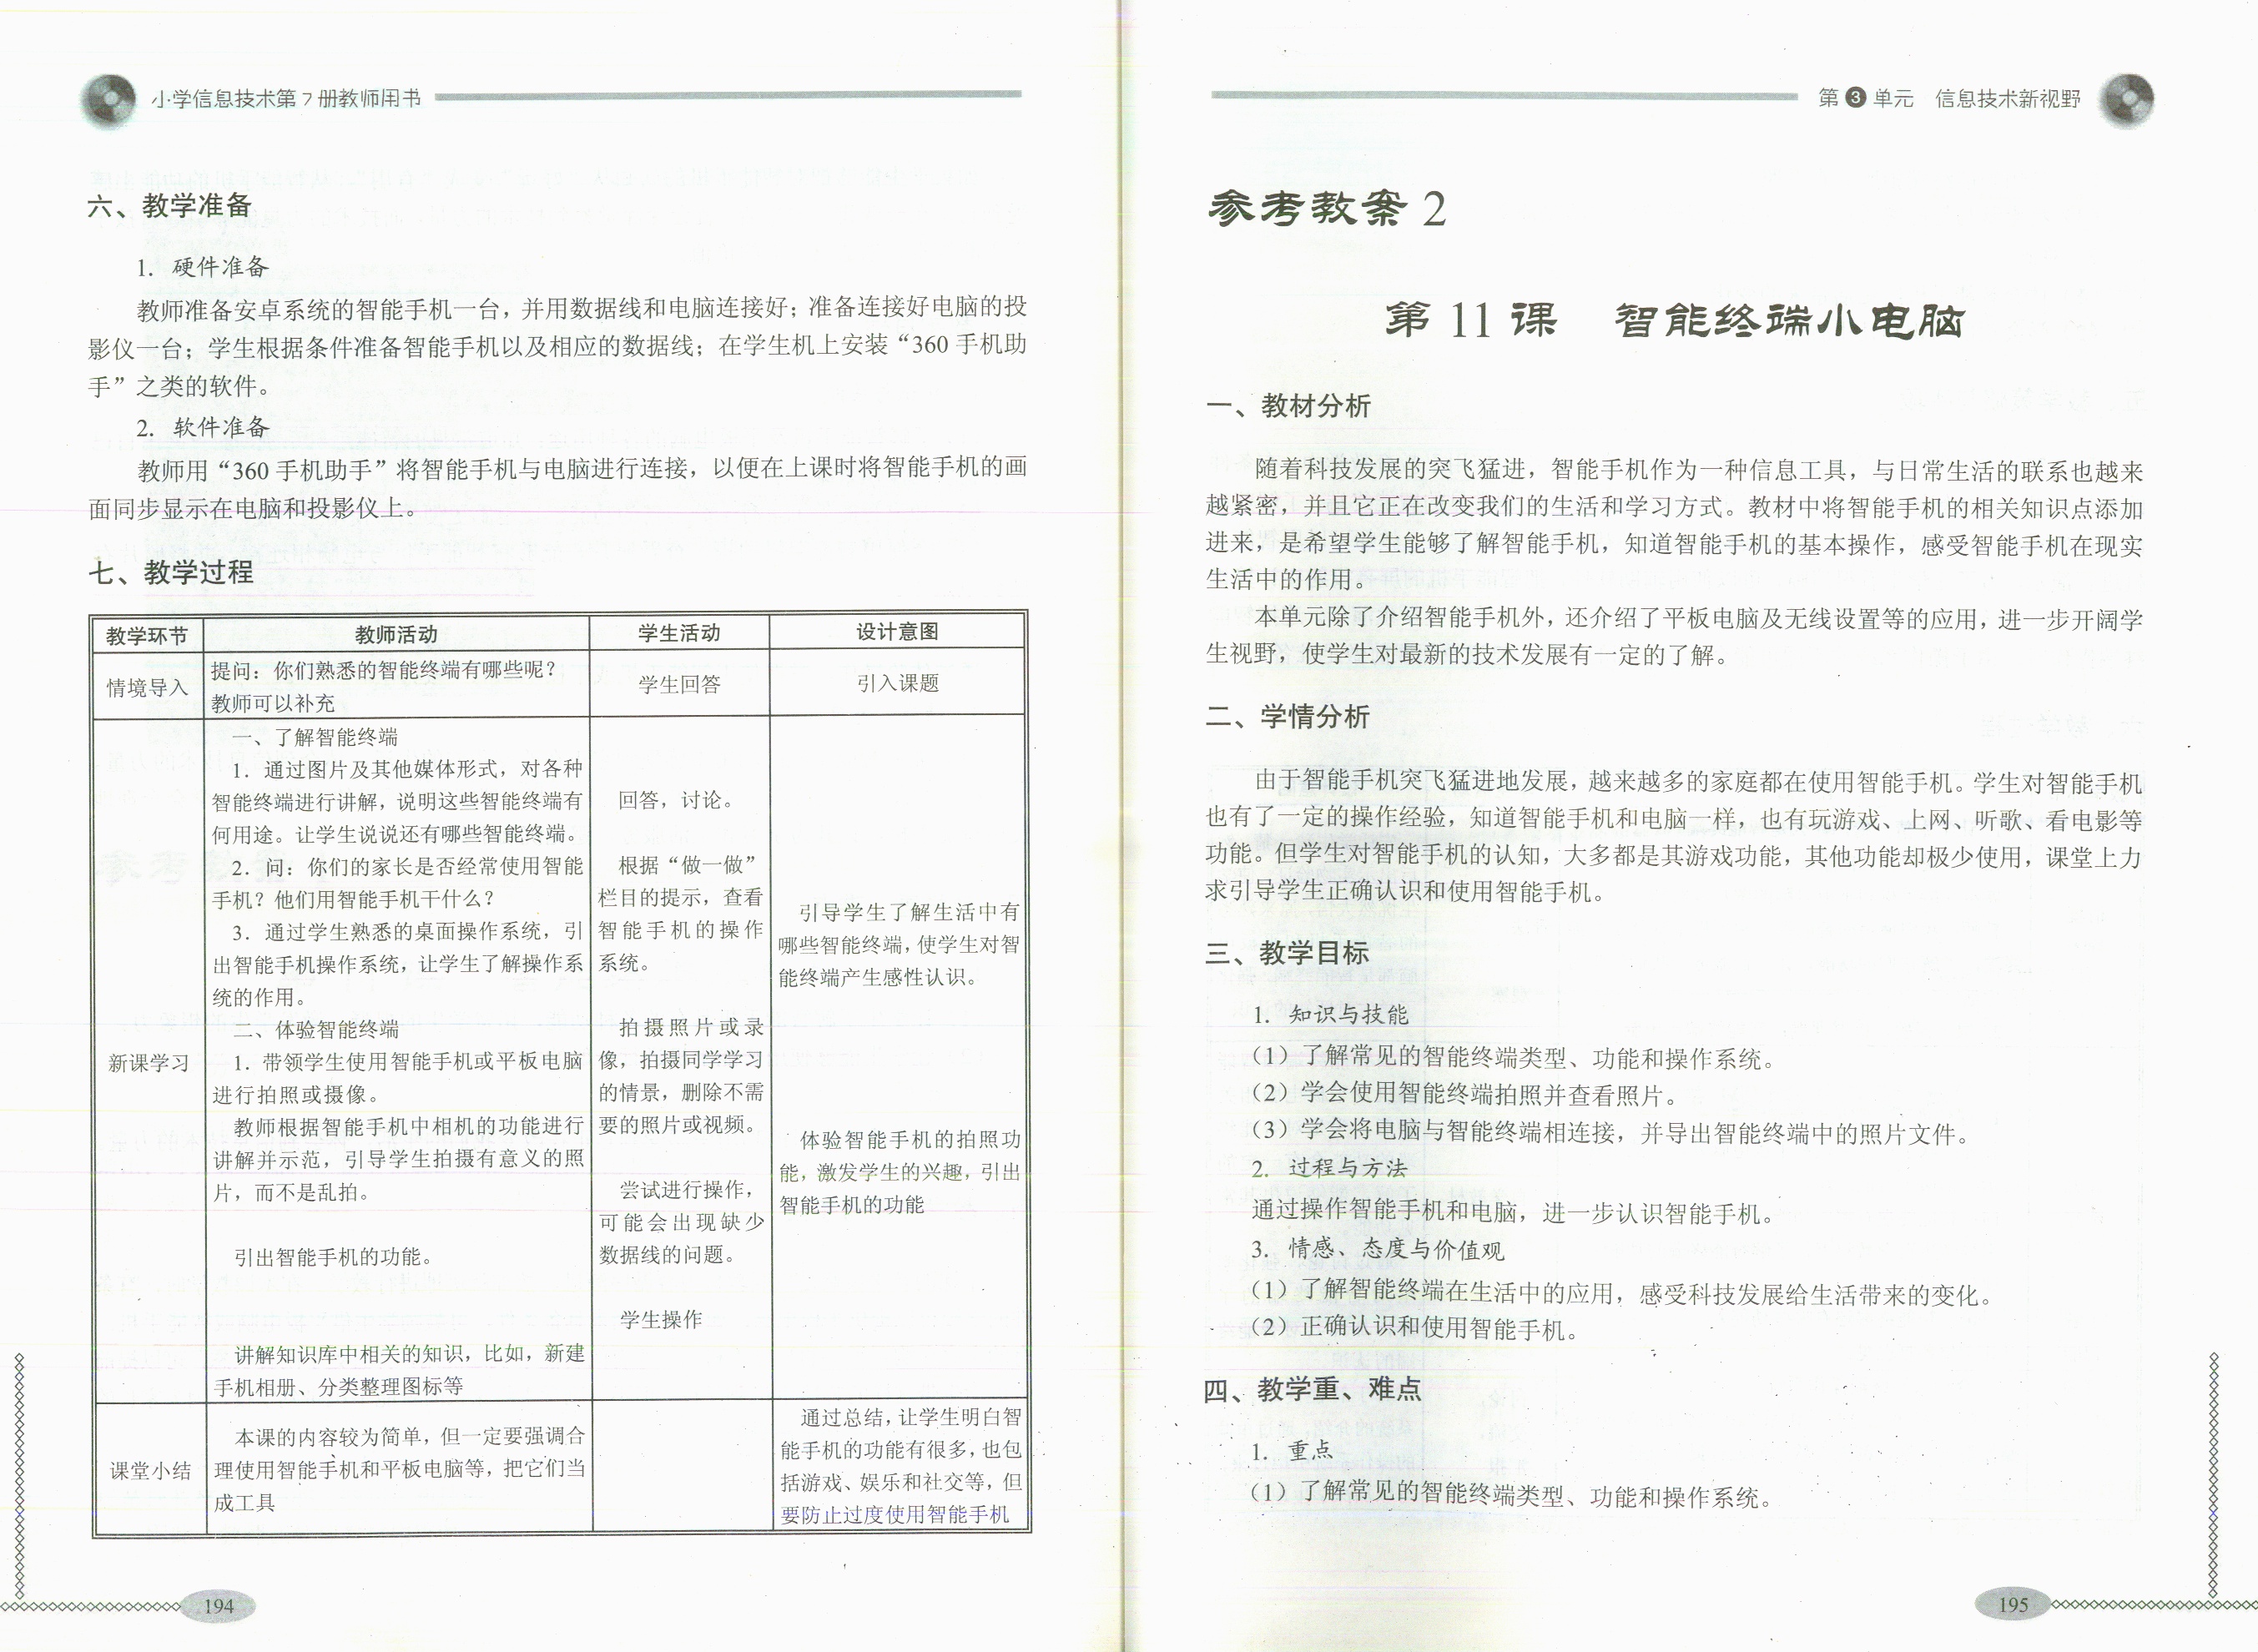 小学信息技术第7册教师用书
六、教学准备
1. 硬件准备
教师准备安卓系统的智能手机一台，并用数据线和电脑连接好；准备连接好电脑的投
影仪一台；学生根据条件准备智能手机以及相应的数据线；在学生机上安装“360 手机助
手”之类的软件。
2. 软件准备
教师用“360 手机助手”将智能手机与电脑进行连接，以便在上课时将智能手机的画
面同步显示在电脑和投影仪上。
七、教学过程
教学环节 教师活动 学生活动 设计意图
情境导入
提问：你们熟悉的智能终端有哪些呢？
教师可以补充
学生回答
引入课题
新课学习
一、了解智能终端
1. 通过图片及其他媒体形式，对各种
智能终端进行讲解，说明这些智能终端有
何用途。让学生说说还有哪些智能终端。
2. 问：你们的家长是否经常使用智能
手机？他们用智能手机干什么？
3. 通过学生熟悉的桌面操作系统，引
出智能手机操作系统，让学生了解操作系
统的作用。
二、体验智能终端
1. 带领学生使用智能手机或平板电脑
进行拍照或摄像。
教师根据智能手机中相机的功能进行
讲解并示范，引导学生拍摄有意义的照
片，而不是乱拍。
引出智能手机的功能。
讲解知识库中相关的知识，比如，新建
手机相册、分类整理图标等
回答，讨论。
根据“做一做”
栏目的提示，查看
智能手机的操作
系统。
拍摄照片或录
像，拍摄同学学习
的情景，删除不需
要的照片或视频。
尝试进行操作，
可能会出现缺少
数据线的问题。
学生操作
引导学生了解生活中有
哪些智能终端，使学生对智
能终端产生感性认识。
体验智能手机的拍照功
能，激发学生的兴趣，引出
智能手机的功能
课堂小结
本课的内容较为简单，但一定要强调合
理使用智能手机和平板电脑等，把它们当
成工具
通过总结，让学生明白智
能手机的功能有很多，也包
括游戏、娱乐和社交等，但
要防止过度使用智能手机
194
第3单元 信息技术新视野
参考教案 2
第 11 课 智能终端小电脑
一、教材分析
随着科技发展的突飞猛进，智能手机作为一种信息工具，与日常生活的联系也越来
越紧密，并且它正在改变我们的生活和学习方式。教材中将智能手机的相关知识点添加
进来，是希望学生能够了解智能手机，知道智能手机的基本操作，感受智能手机在现实
生活中的作用。
本单元除了介绍智能手机外，还介绍了平板电脑及无线设置等的应用，进一步开阔学
生视野，使学生对最新的技术发展有一定的了解。
二、学情分析
由于智能手机突飞猛进地发展，越来越多的家庭都在使用智能手机。学生对智能手机
也有了一定的操作经验，知道智能手机和电脑一样，也有玩游戏、上网、听歌、看电影等
功能。但学生对智能手机的认知，大多都是其游戏功能，其他功能却极少使用，课堂上力
求引导学生正确认识和使用智能手机。
三、教学目标
1. 知识与技能
（1）了解常见的智能终端类型、功能和操作系统。
（2）学会使用智能终端拍照并查看照片。
（3）学会将电脑与智能终端相连接，并导出智能终端中的照片文件。
2. 过程与方法
通过操作智能手机和电脑，进一步认识智能手机。
3. 情感、态度与价值观
（1）了解智能终端在生活中的应用，感受科技发展给生活带来的变化。
（2）正确认识和使用智能手机。
四、教学重、难点
1. 重点
（1）了解常见的智能终端类型、功能和操作系统。
195